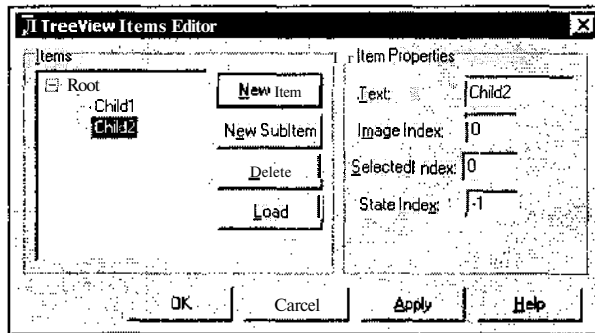 TreeView Items Editor
Items
Root
Child1
Child2
New Item
New SubItem
Delete
Load
Item Properties
Text: Child2
Image Index: 0
Selected Index: 0
State Index: -1
OK
Carcel
Apply
Help